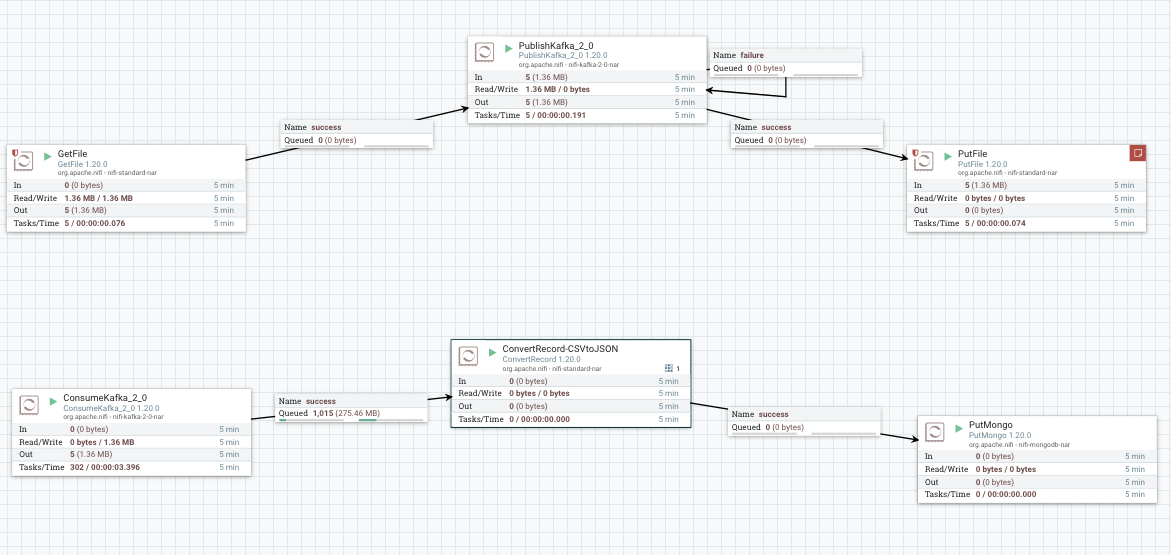 PublishKafka_2_0
PublishKafka_2_0 1.20.0
org.apache.nifi - nifi-kafka-2-0-nar
In 5 (1.36 MB) 5 min
Read/Write 1.36 MB / 0 bytes 5 min
Out 5 (1.36 MB) 5 min
Tasks/Time 5 / 00:00:00.191 5 min
Name failure
Queued 0 (0 bytes)
Name success
Queued 0 (0 bytes)
Name success
Queued 0 (0 bytes)
GetFile
GetFile 1.20.0
org.apache.nifi - nifi-standard-nar
In 0 (0 bytes) 5 min
Read/Write 1.36 MB / 1.36 MB 5 min
Out 5 (1.36 MB) 5 min
Tasks/Time 5 / 00:00:00.076 5 min
PutFile
PutFile 1.20.0
org.apache.nifi - nifi-standard-nar
In 5 (1.36 MB) 5 min
Read/Write 0 bytes / 0 bytes 5 min
Out 0 (0 bytes) 5 min
Tasks/Time 5 / 00:00:00.074 5 min
ConvertRecord-CSVtoJSON
ConvertRecord 1.20.0
org.apache.nifi - nifi-standard-nar
1
In 0 (0 bytes) 5 min
Read/Write 0 bytes / 0 bytes 5 min
Out 0 (0 bytes) 5 min
Tasks/Time 0 / 00:00:00.000 5 min
ConsumeKafka_2_0
ConsumeKafka_2_0 1.20.0
org.apache.nifi - nifi-kafka-2-0-nar
In 0 (0 bytes) 5 min
Read/Write 0 bytes / 1.36 MB 5 min
Out 5 (1.36 MB) 5 min
Tasks/Time 302 / 00:00:03.396 5 min
Name success
Queued 1,015 (275.46 MB)
Name success
Queued 0 (0 bytes)
PutMongo
PutMongo 1.20.0
org.apache.nifi - nifi-mongodb-nar
In 0 (0 bytes) 5 min
Read/Write 0 bytes / 0 bytes 5 min
Out 0 (0 bytes) 5 min
Tasks/Time 0 / 00:00:00.000 5 min